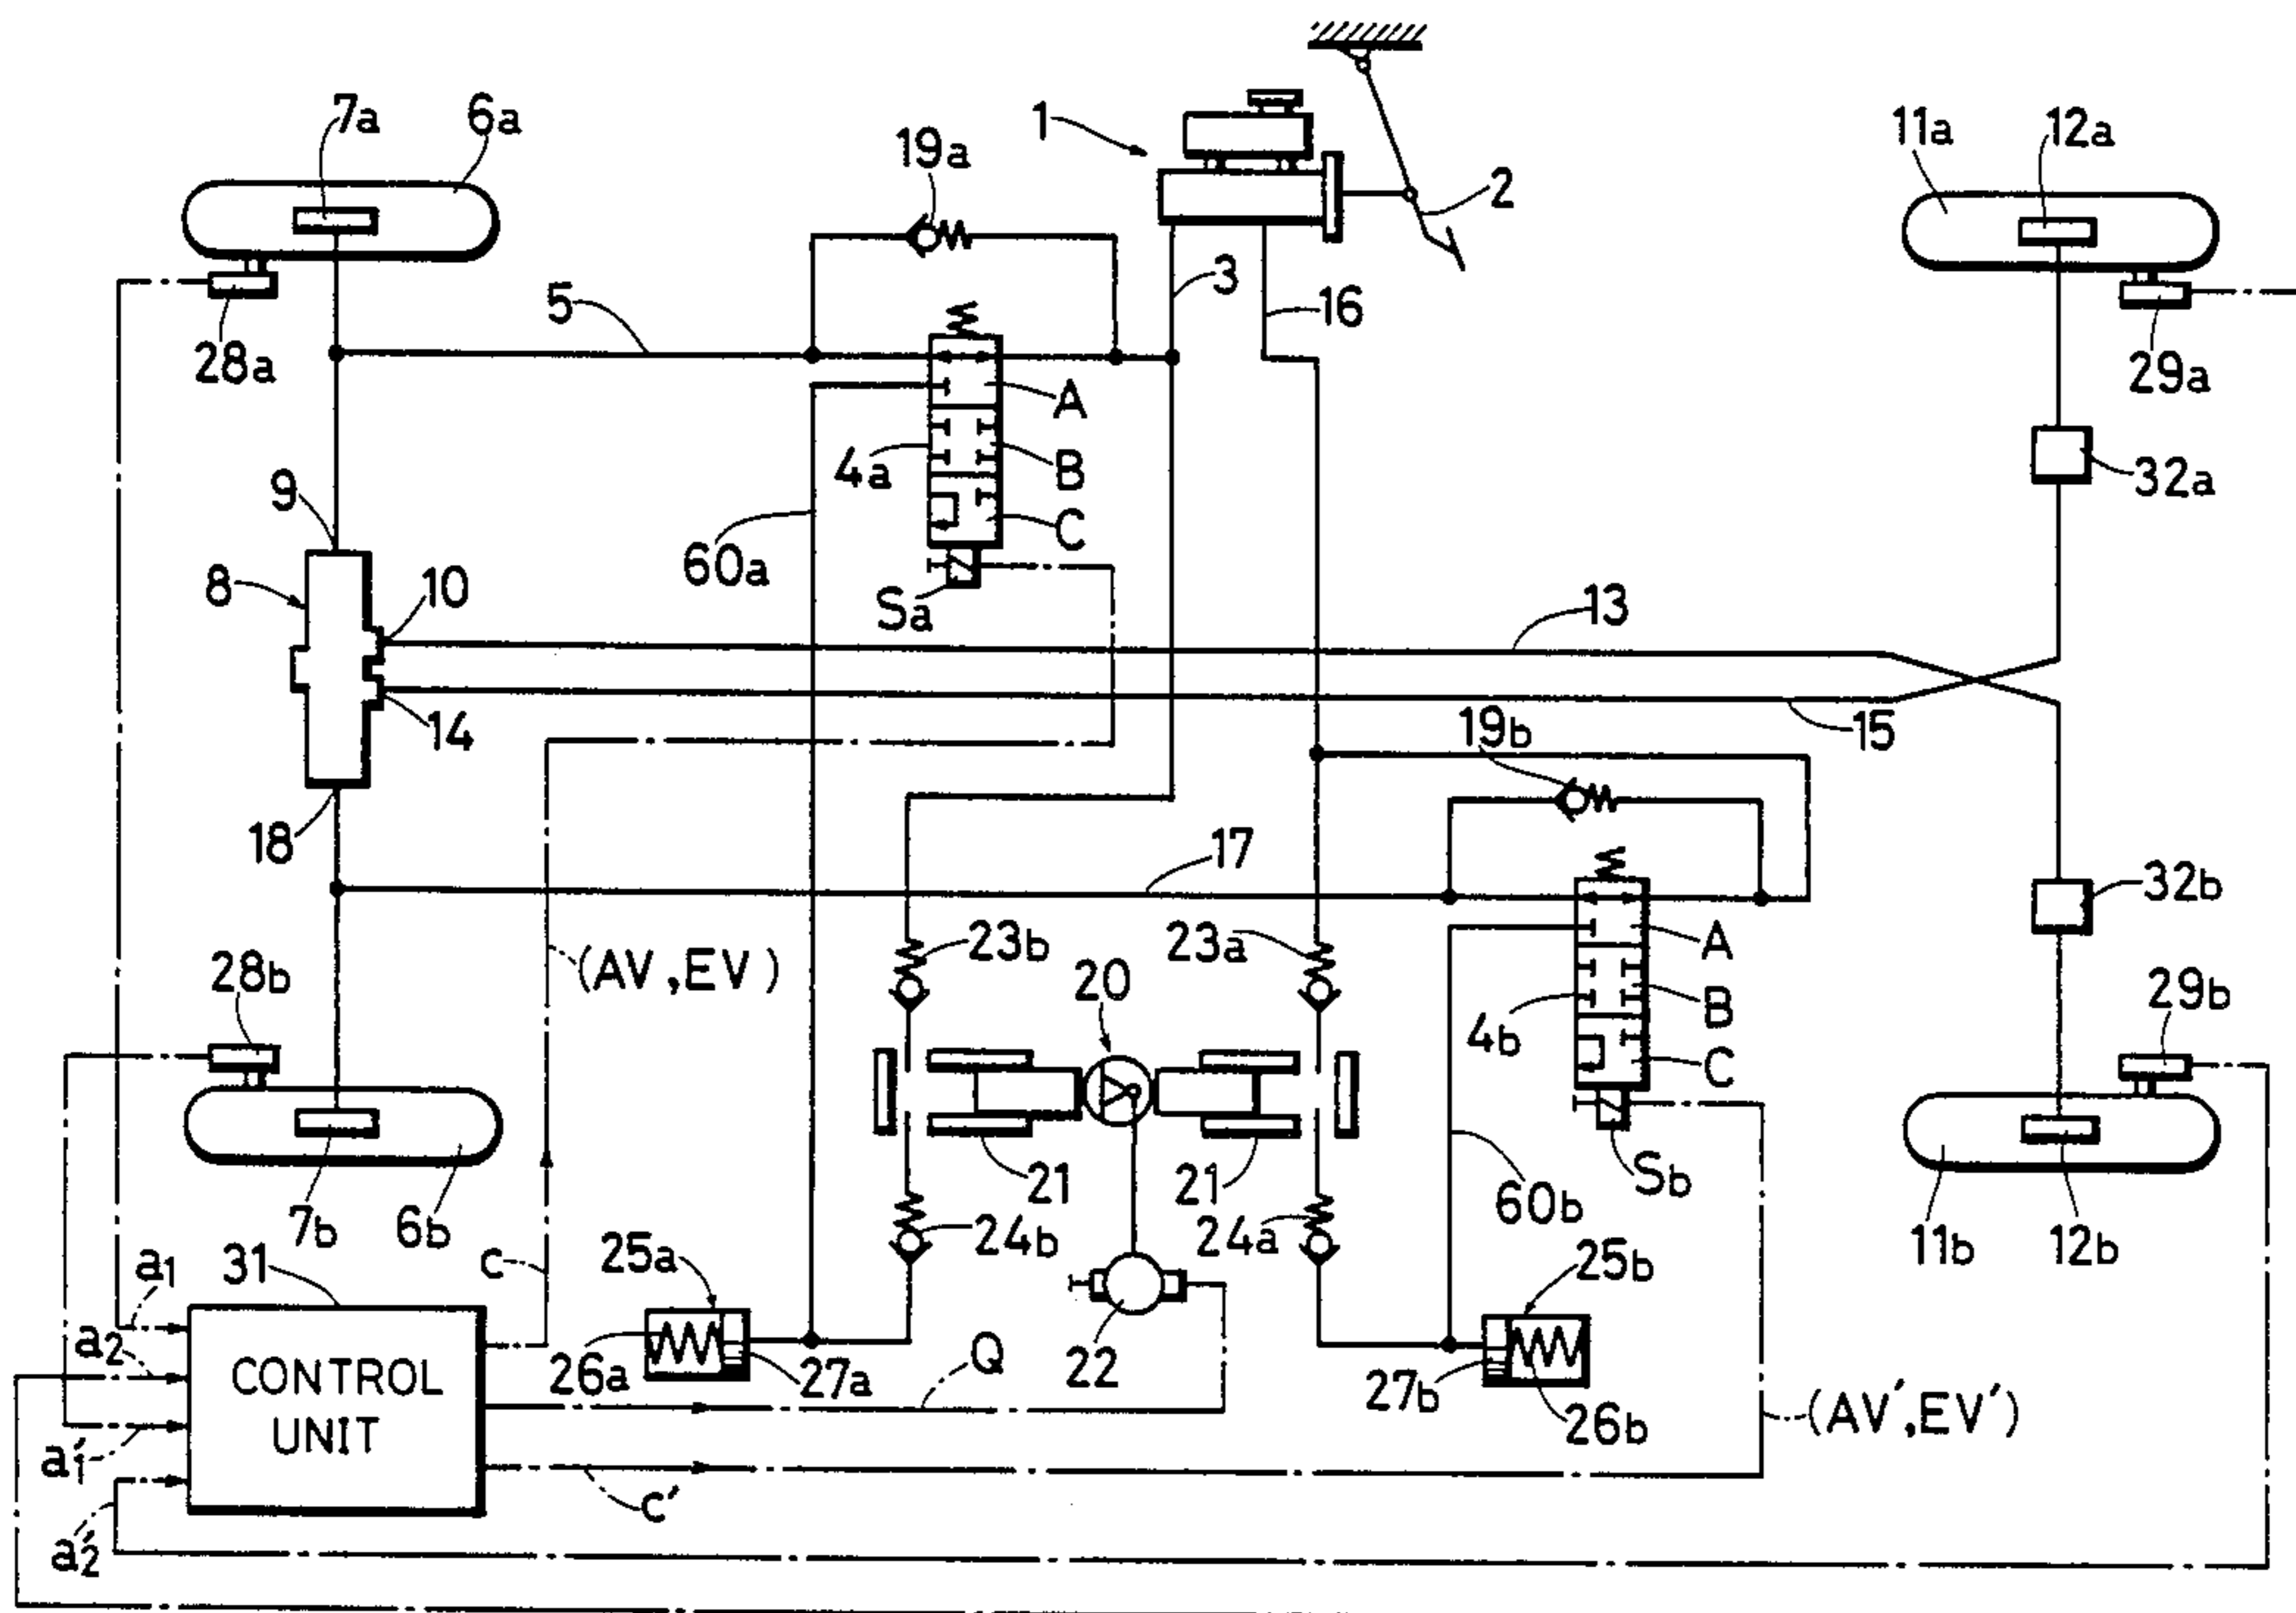 7a
6a
1
19a
2
11a
12a
5
3
16
28a
29a
A
4a
B
32a
9
60a
C
8
10
Sa
13
14
15
19b
18
17
32b
28b
(AV,EV)
23b
20
23a
A
4b
B
29b
C
7b
6b
21
21
60b
Sb
11b
12b
a1
31
c
25a
24b
24a
25b
a2
CONTROL
UNIT
26a
27a
Q
22
27b
26b
(AV',EV')
a1'
c'
a2'